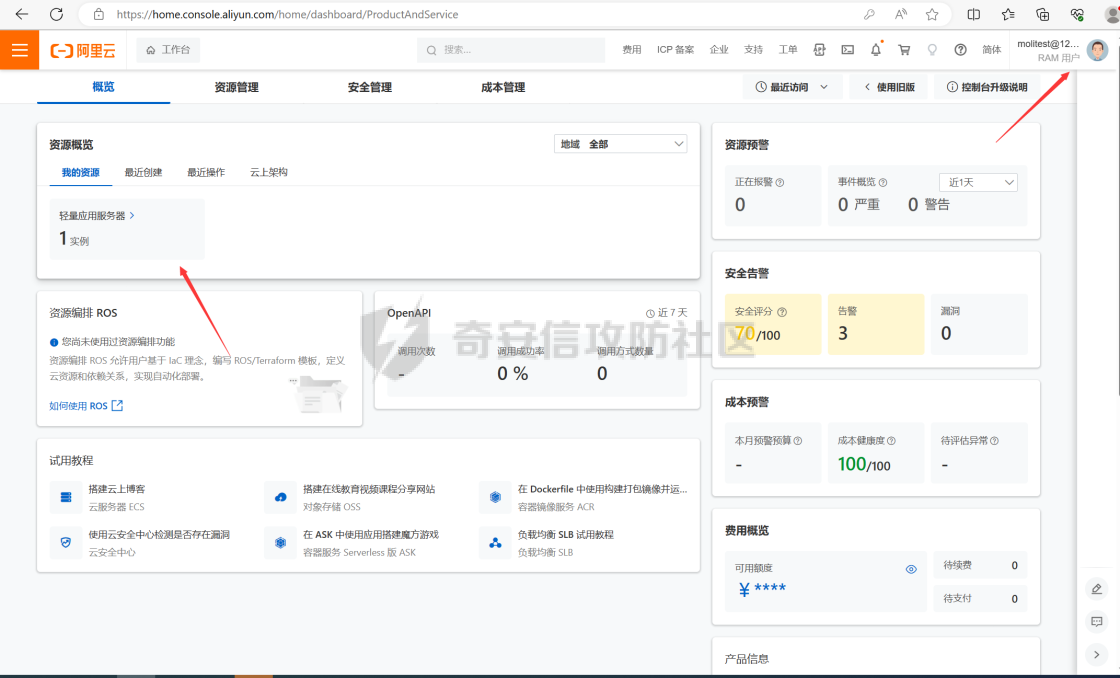 https://home.console.aliyun.com/home/dashboard/ProductAndService
阿里云
工作台
搜索...
费用
ICP 备案
企业
支持
工单
简体
molitest@12...
RAM 用户
概览
资源管理
安全管理
成本管理
最近访问
使用旧版
控制台升级说明
资源概览
地域 全部
我的资源
最近创建
最近操作
云上架构
轻量应用服务器
1 实例
资源编排 ROS
您尚未使用过资源编排功能
资源编排 ROS 允许用户基于 IaC 理念，编写 ROS/Terraform 模板，定义
云资源和依赖关系，实现自动化部署。
如何使用 ROS
OpenAPI
近 7 天
调用次数
调用成功率
调用方式数量
-
0 %
0
奇安信攻防社区
试用教程
搭建云上博客
云服务器 ECS
搭建在线教育视频课程分享网站
对象存储 OSS
在 Dockerfile 中使用构建打包镜像并运...
容器镜像服务 ACR
使用云安全中心检测是否存在漏洞
云安全中心
在 ASK 中使用应用搭建魔方游戏
容器服务 Serverless 版 ASK
负载均衡 SLB 试用教程
负载均衡 SLB
资源预警
正在报警
0
事件概览
近1天
0 严重
0 警告
安全告警
安全评分
70/100
告警
3
漏洞
0
成本预警
本月预警预算
-
成本健康度
100/100
待评估异常
-
费用概览
可用额度
¥ ****
待续费
0
待支付
0
产品信息